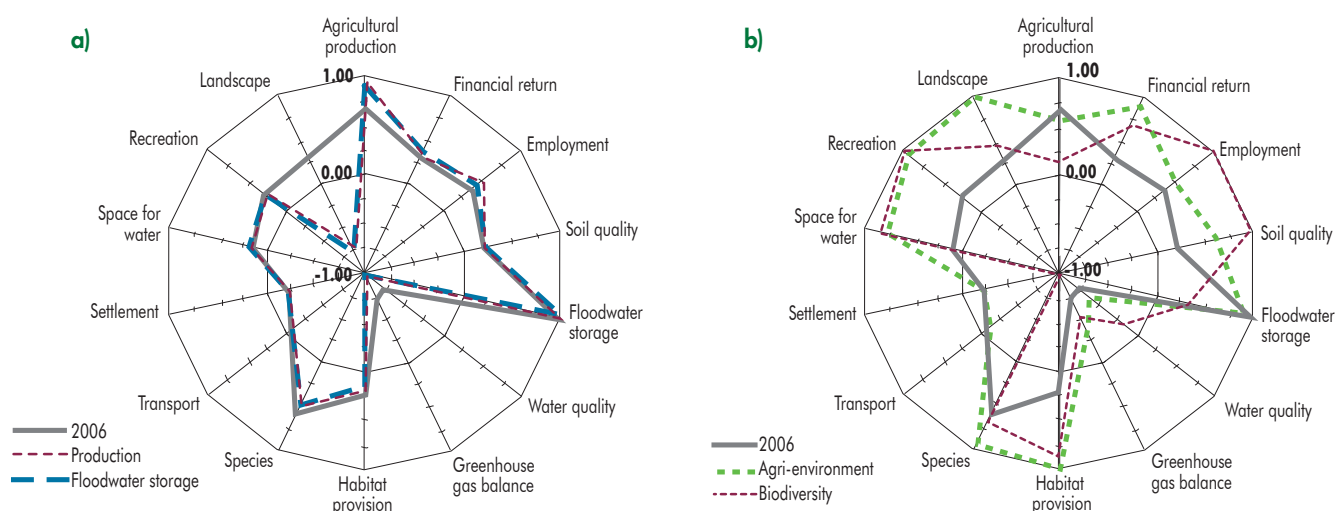 a)
Agricultural
production
1.00
Landscape
Financial return
Recreation
Employment
0.00
Space for
water
Soil quality
-1.00
Settlement
Floodwater
storage
Transport
Water quality
Species
Greenhouse
gas balance
Habitat
provision
2006
Production
Floodwater storage
b)
Agricultural
production
1.00
Landscape
Financial return
Recreation
Employment
0.00
Space for
water
Soil quality
-1.00
Settlement
Floodwater
storage
Transport
Water quality
Species
Greenhouse
gas balance
Habitat
provision
2006
Agri-environment
Biodiversity